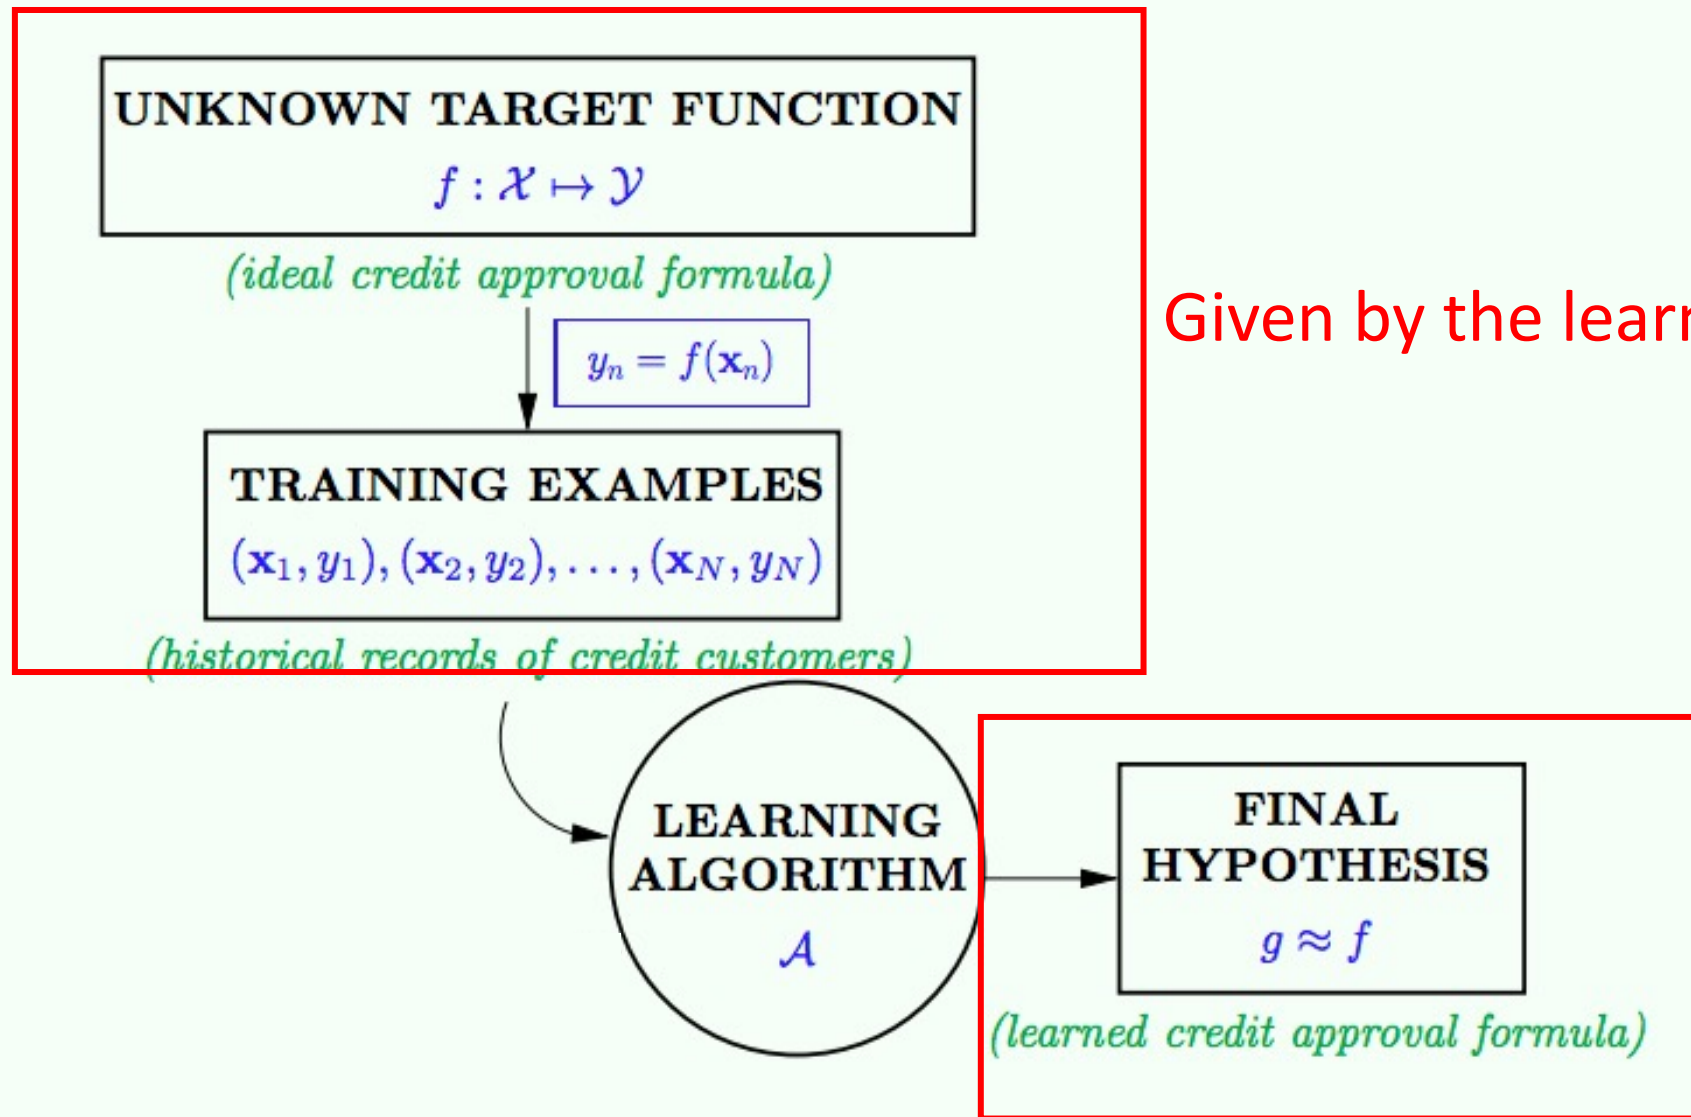 UNKNOWN TARGET FUNCTION
f : 𝒳 ↦ 𝒴
(ideal credit approval formula)
yₙ = f(𝐱ₙ)
Given by the learn
TRAINING EXAMPLES
(𝐱₁, y₁), (𝐱₂, y₂), . . . , (𝐱_N, y_N)
(historical records of credit customers)
LEARNING
ALGORITHM
𝒜
FINAL
HYPOTHESIS
g ≈ f
(learned credit approval formula)